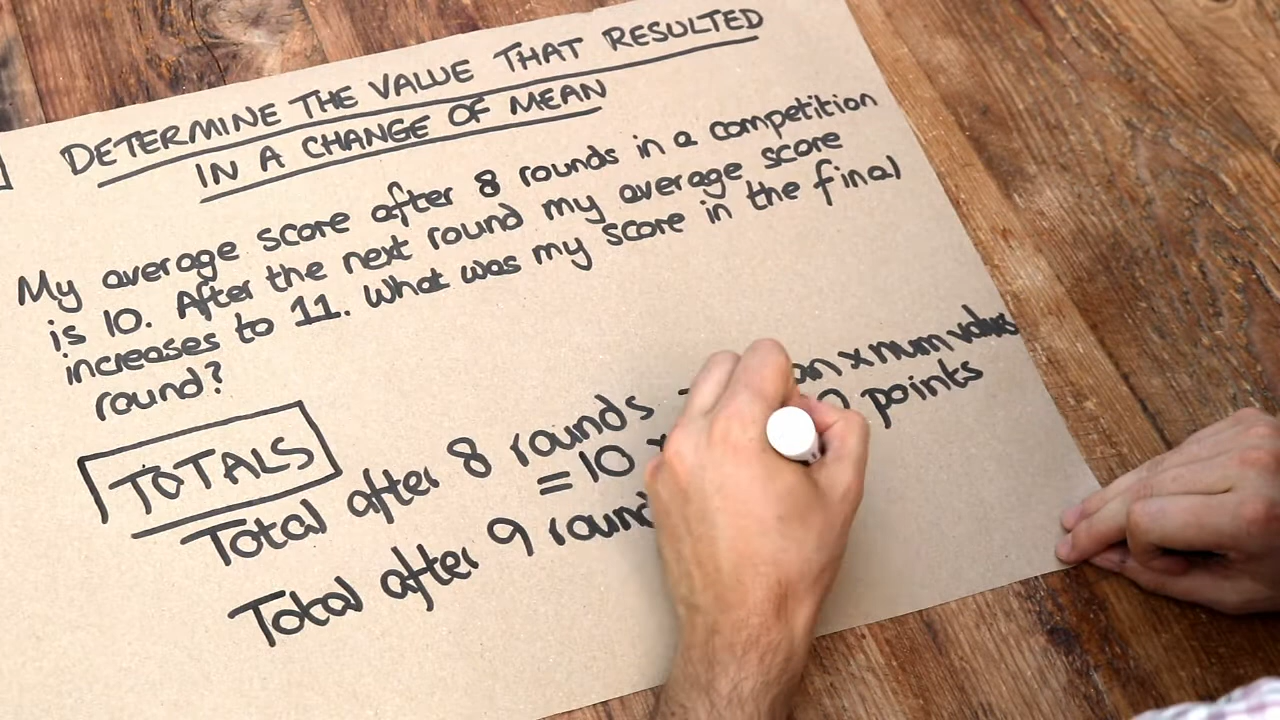 DETERMINE THE VALUE THAT RESULTED
IN A CHANGE OF MEAN
My average score after 8 rounds in a competition
is 10. After the next round my average score
increases to 11. What was my score in the final
round?
TOTALS
Total after 8 rounds x num values
= 10 points
Total after 9